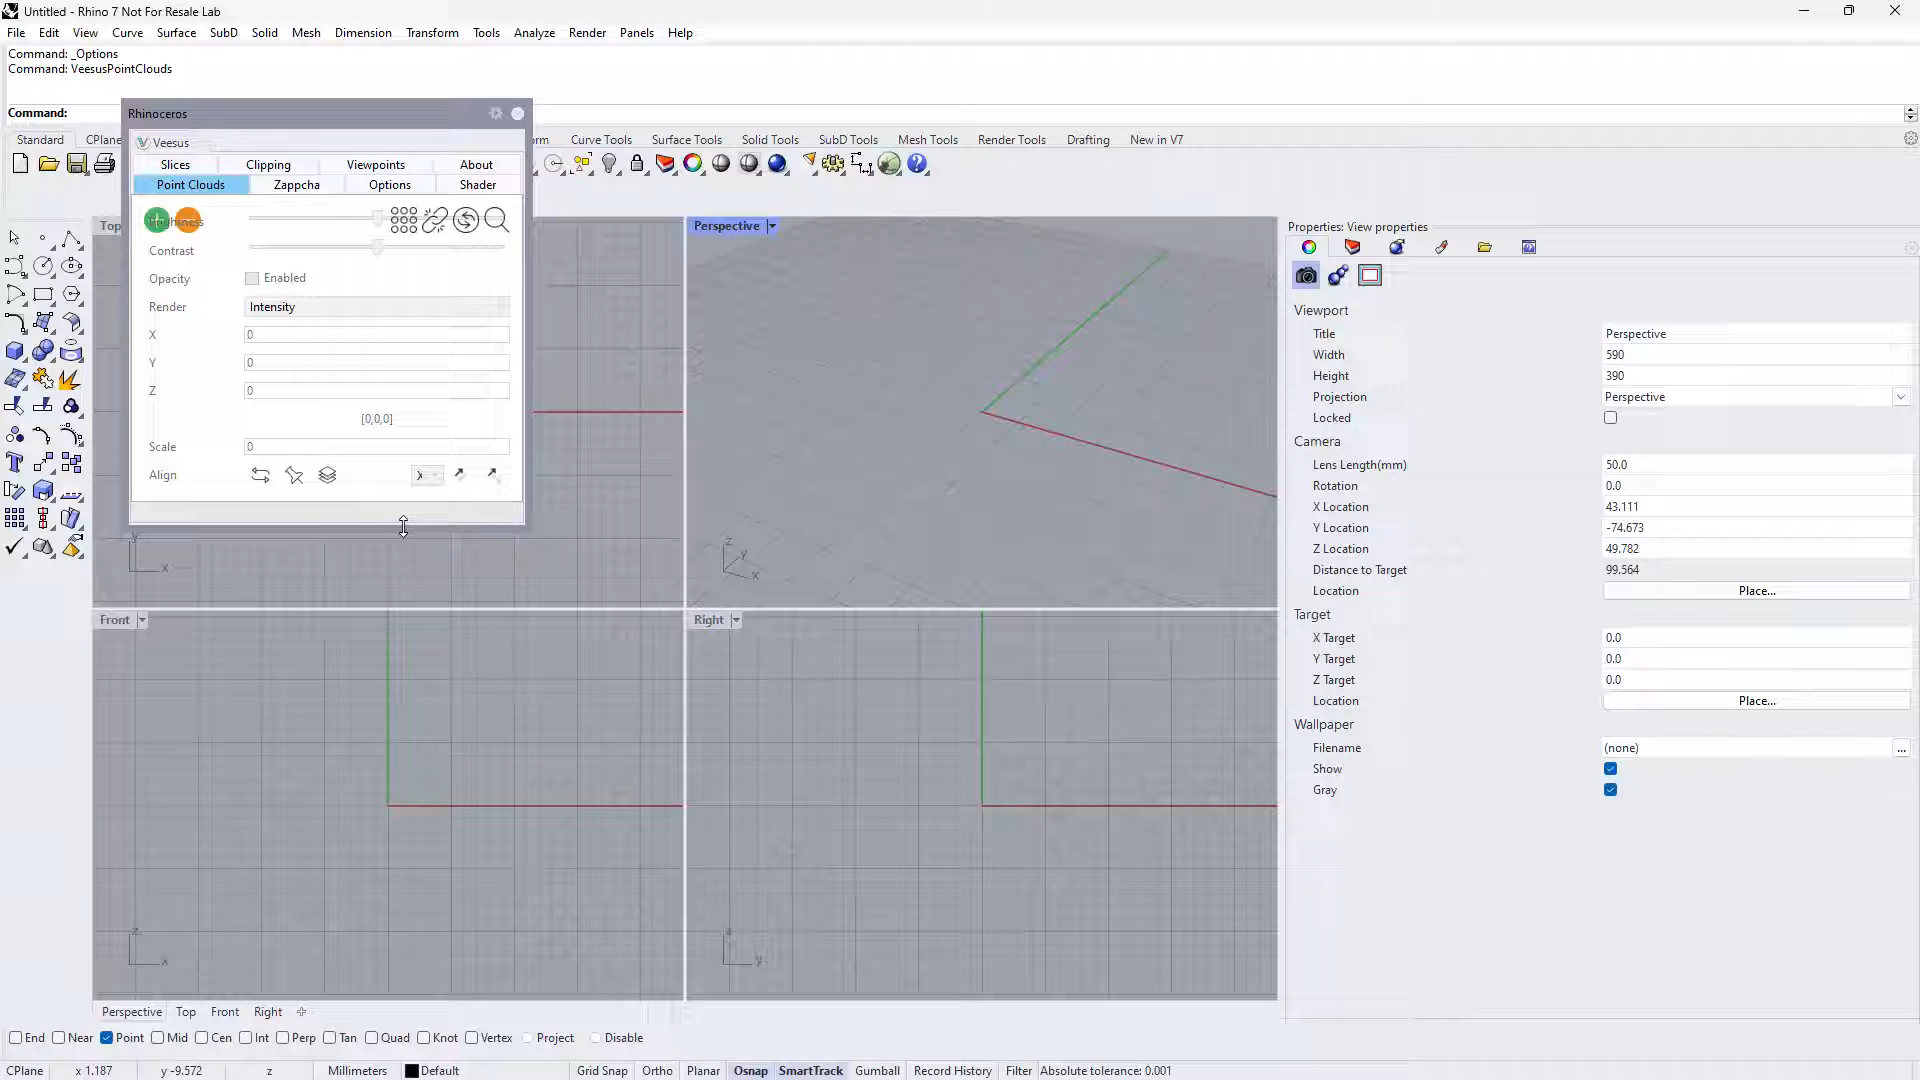 Untitled - Rhino 7 Not For Resale Lab
File Edit View Curve Surface SubD Solid Mesh Dimension Transform Tools Analyze Render Panels Help
Command: _Options
Command: VeesusPointClouds
Command:
Rhinoceros
Standard CPlane Curve Tools Surface Tools Solid Tools SubD Tools Mesh Tools Render Tools Drafting New in V7
Veesus
Slices Clipping Viewpoints About
Point Clouds Zappcha Options Shader
Contrast
Opacity Enabled
Render Intensity
X 0
Y 0
Z 0
[0,0,0]
Scale 0
Align X
Top
y
x
Perspective
z
y
x
Front
z
x
Right
z
y
Properties: View properties
Viewport
Title Perspective
Width 590
Height 390
Projection Perspective
Locked
Camera
Lens Length(mm) 50.0
Rotation 0.0
X Location 43.111
Y Location -74.673
Z Location 49.782
Distance to Target 99.564
Location Place...
Target
X Target 0.0
Y Target 0.0
Z Target 0.0
Location Place...
Wallpaper
Filename (none) ...
Show
Gray
Perspective Top Front Right
End Near Point Mid Cen Int Perp Tan Quad Knot Vertex Project Disable
CPlane x 1.187 y -9.572 z Millimeters Default Grid Snap Ortho Planar Osnap SmartTrack Gumball Record History Filter Absolute tolerance: 0.001